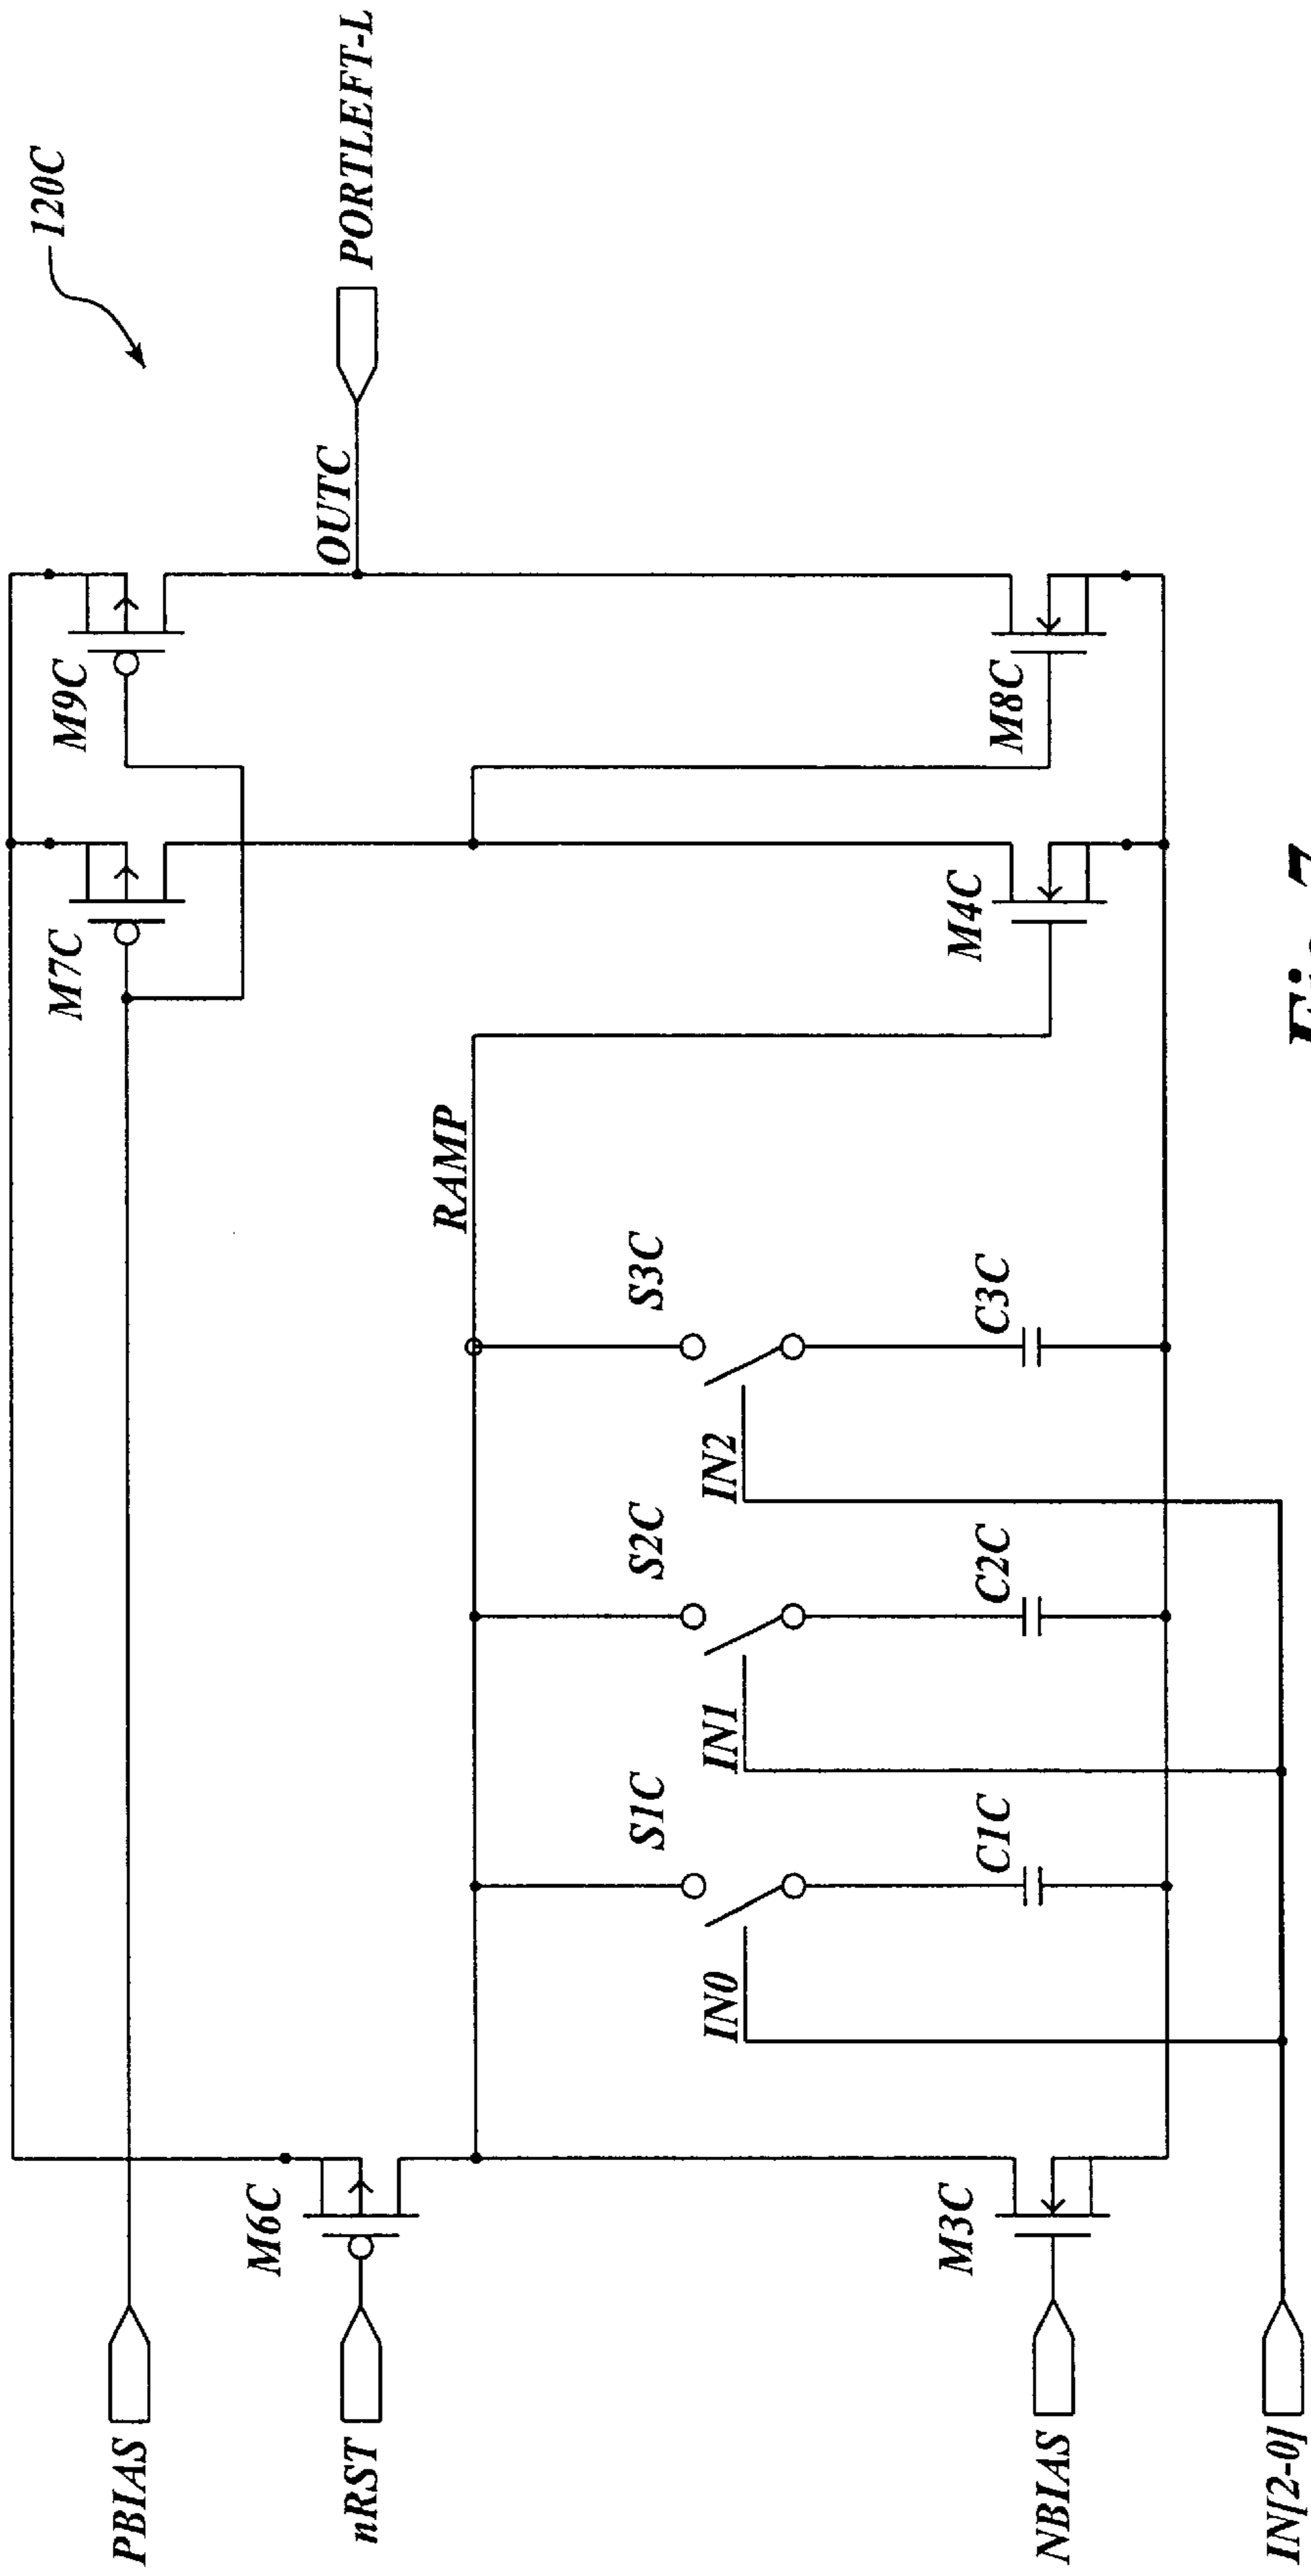 120C
PORTLEFT-L
OUTC
M9C
M8C
M7C
M4C
RAMP
S3C
C3C
IN2
S2C
C2C
IN1
S1C
C1C
IN0
M6C
M3C
PBIAS
nRST
NBIAS
IN[2-0]